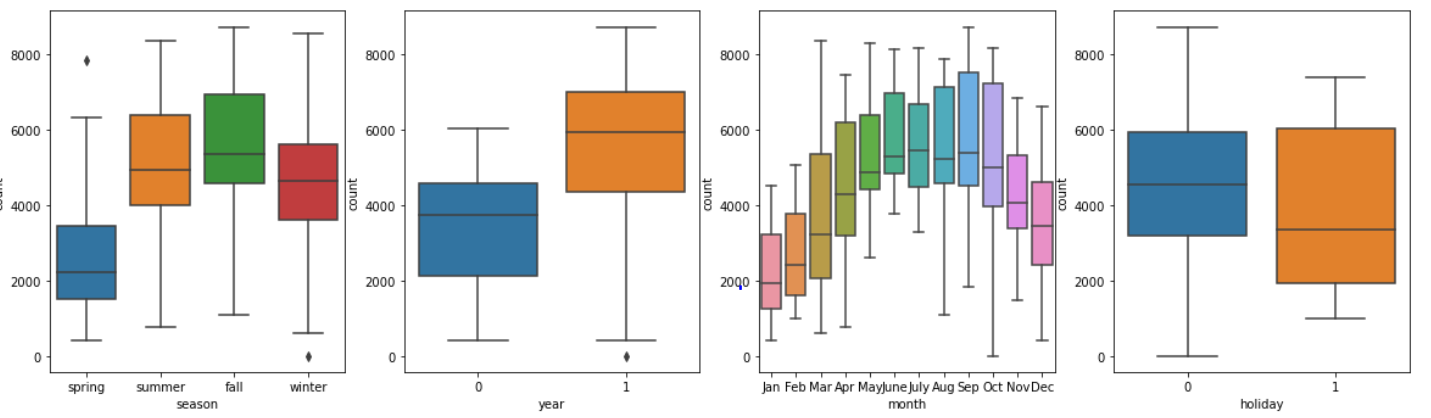 8000
6000
4000
2000
0
count
spring summer fall winter
season
8000
6000
4000
2000
0
count
0 1
year
8000
6000
4000
2000
0
count
Jan Feb Mar Apr May June July Aug Sep Oct Nov Dec
month
8000
6000
4000
2000
0
count
0 1
holiday